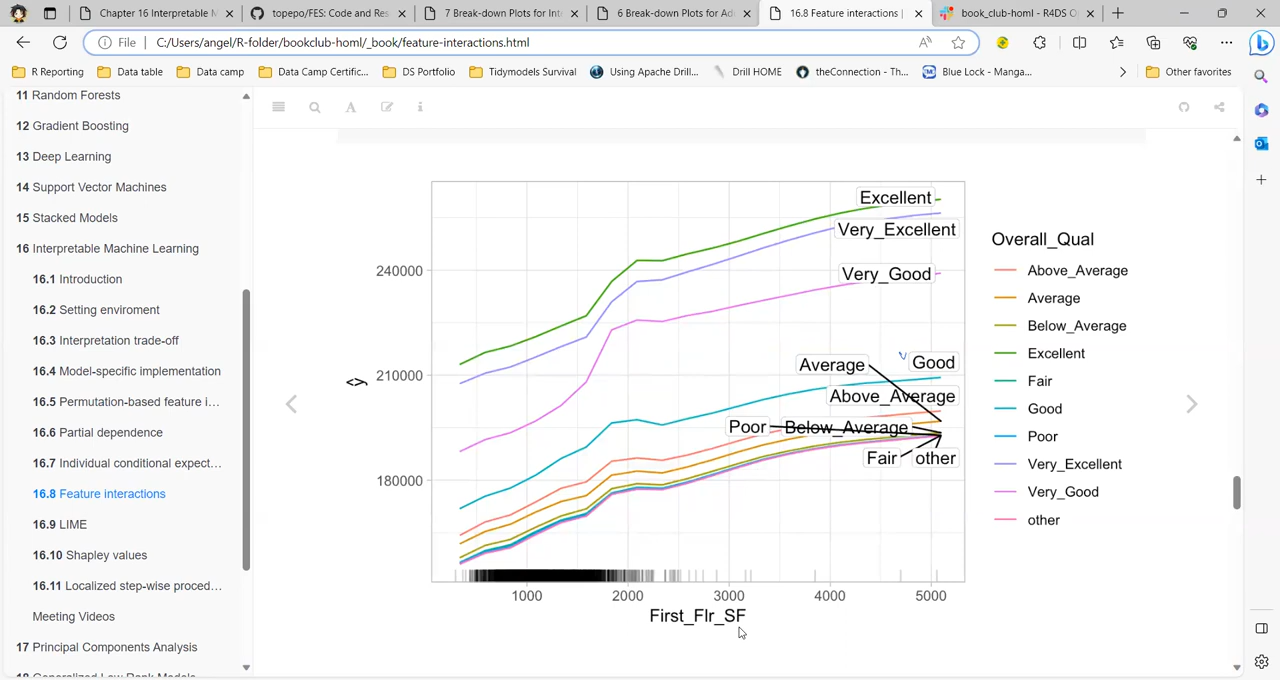 Chapter 16 Interpretable M
topepo/FES: Code and Res
7 Break-down Plots for Int
6 Break-down Plots for Ad
16.8 Feature interactions |
book_club-homl - R4DS O
File
C:/Users/angel/R-folder/bookclub-homl/_book/feature-interactions.html
R Reporting
Data table
Data camp
Data Camp Certific...
DS Portfolio
Tidymodels Survival
Using Apache Drill...
Drill HOME
theConnection - Th...
Blue Lock - Manga...
Other favorites
11 Random Forests
12 Gradient Boosting
13 Deep Learning
14 Support Vector Machines
15 Stacked Models
16 Interpretable Machine Learning
16.1 Introduction
16.2 Setting enviroment
16.3 Interpretation trade-off
16.4 Model-specific implementation
16.5 Permutation-based feature i...
16.6 Partial dependence
16.7 Individual conditional expect...
16.8 Feature interactions
16.9 LIME
16.10 Shapley values
16.11 Localized step-wise proced...
Meeting Videos
17 Principal Components Analysis
240000
210000
180000
<y
Excellent
Very_Excellent
Very_Good
Good
Average
Above_Average
Poor
Below_Average
Fair
other
1000
2000
3000
4000
5000
First_Flr_SF
Overall_Qual
Above_Average
Average
Below_Average
Excellent
Fair
Good
Poor
Very_Excellent
Very_Good
other